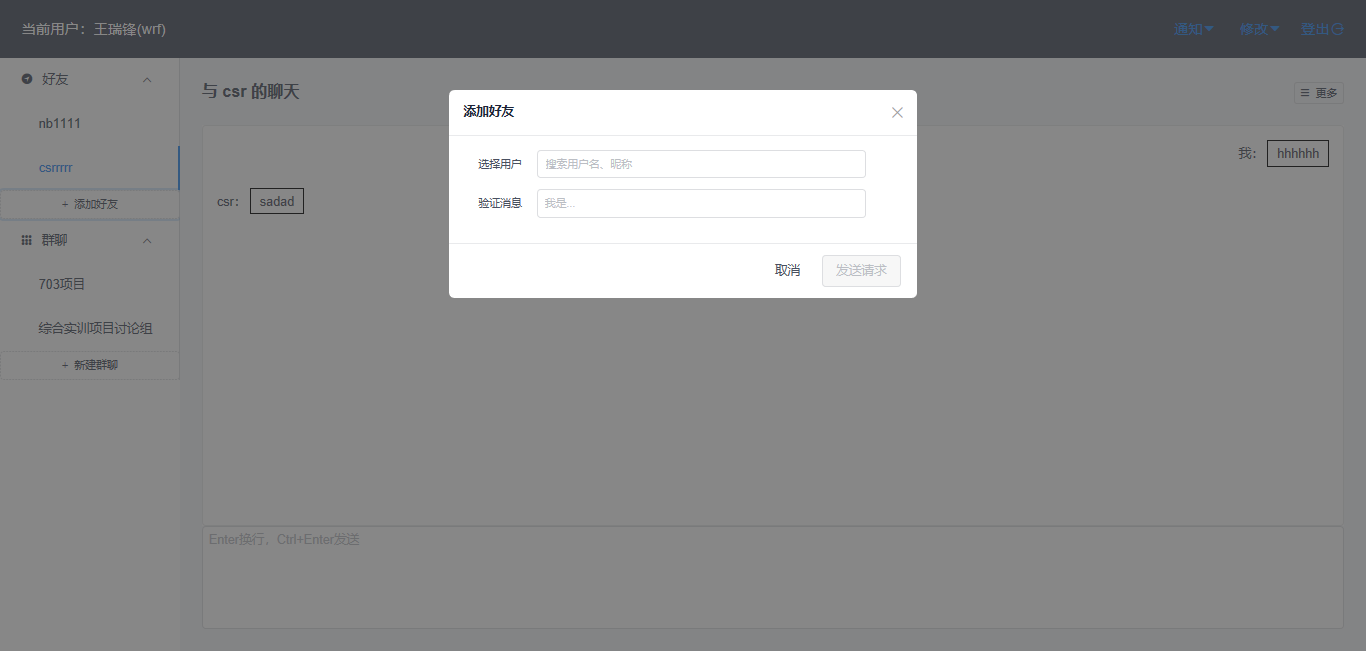 当前用户：王瑞锋(wrf)
通知
修改
登出
好友
nb1111
csrrrrr
+ 添加好友
群聊
703项目
综合实训项目讨论组
+ 新建群聊
与 csr 的聊天
更多
我： hhhhhh
csr： sadad
Enter换行，Ctrl+Enter发送
添加好友
选择用户 搜索用户名、昵称
验证消息 我是...
取消
发送请求